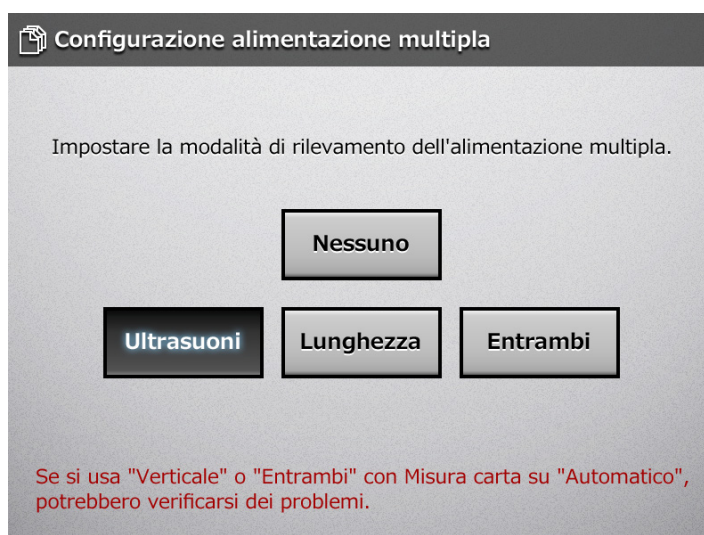 Configurazione alimentazione multipla
Impostare la modalità di rilevamento dell'alimentazione multipla.
Nessuno
Ultrasuoni
Lunghezza
Entrambi
Se si usa "Verticale" o "Entrambi" con Misura carta su "Automatico",
potrebbero verificarsi dei problemi.